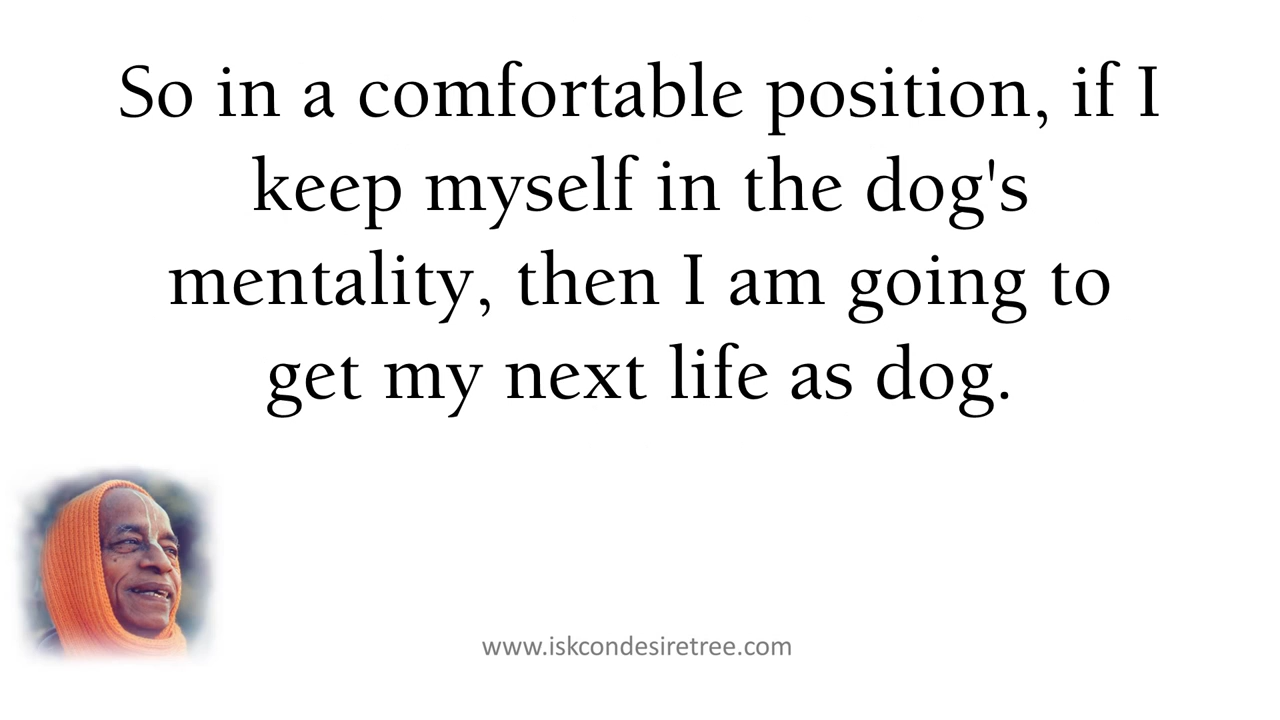 So in a comfortable position, if I
keep myself in the dog's
mentality, then I am going to
get my next life as dog.
www.iskcondesiretree.com